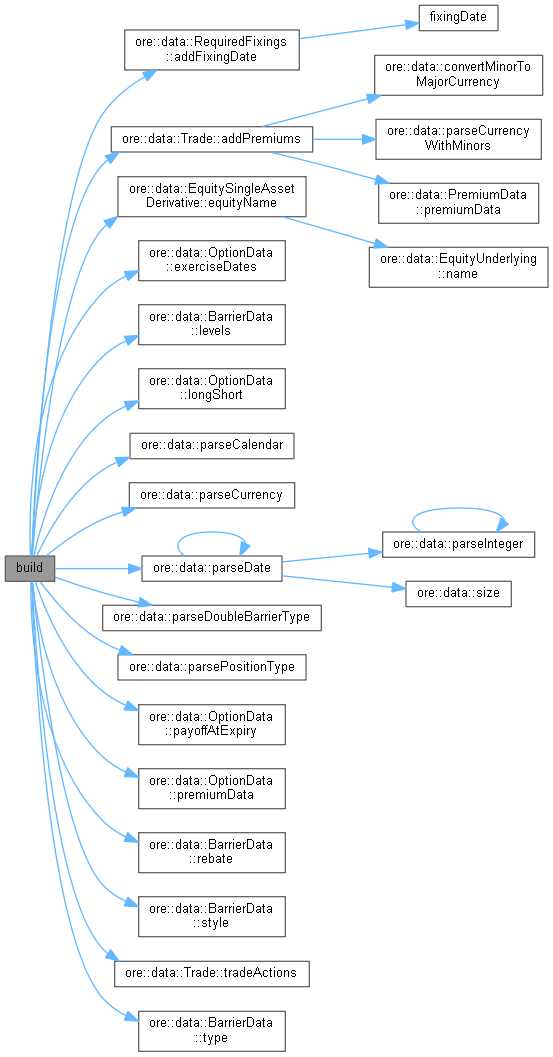 build
ore::data::RequiredFixings
::addFixingDate
fixingDate
ore::data::Trade::addPremiums
ore::data::convertMinorTo
MajorCurrency
ore::data::parseCurrency
WithMinors
ore::data::PremiumData
::premiumData
ore::data::EquitySingleAsset
Derivative::equityName
ore::data::EquityUnderlying
::name
ore::data::OptionData
::exerciseDates
ore::data::BarrierData
::levels
ore::data::OptionData
::longShort
ore::data::parseCalendar
ore::data::parseCurrency
ore::data::parseDate
ore::data::parseInteger
ore::data::size
ore::data::parseDoubleBarrierType
ore::data::parsePositionType
ore::data::OptionData
::payoffAtExpiry
ore::data::OptionData
::premiumData
ore::data::BarrierData
::rebate
ore::data::BarrierData
::style
ore::data::Trade::tradeActions
ore::data::BarrierData
::type